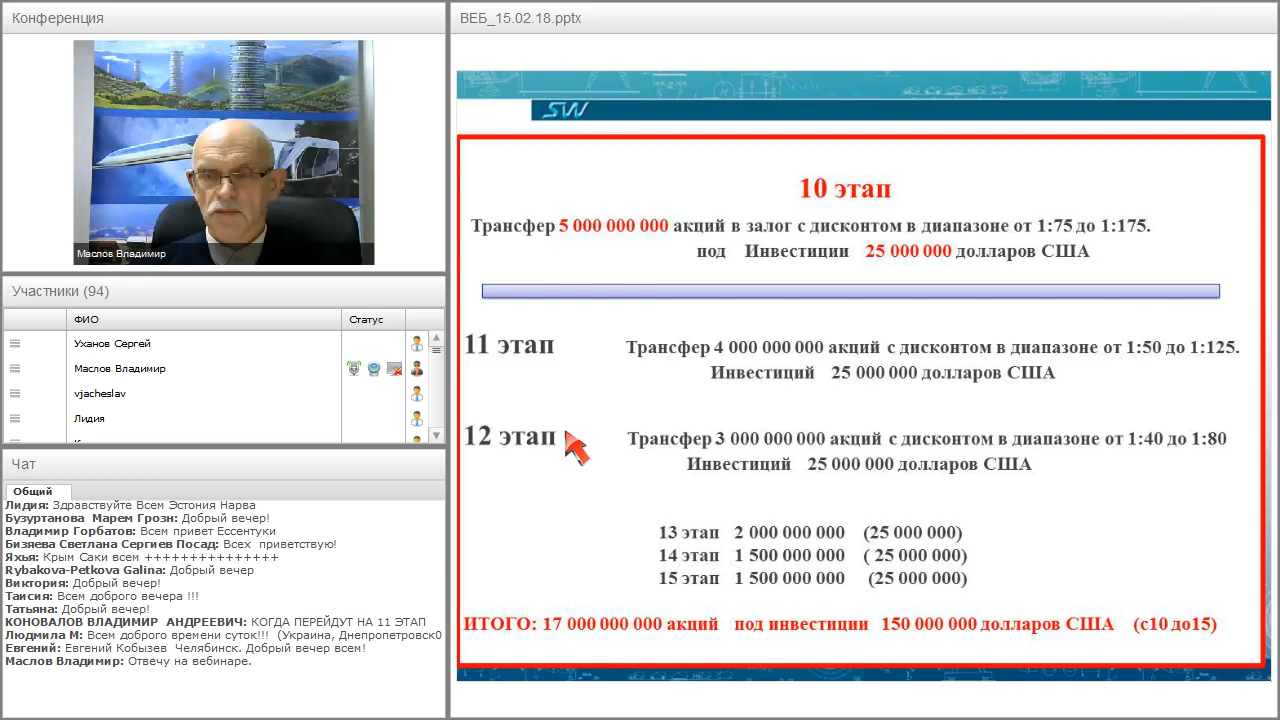 Конференция
Маслов Владимир
Участники (94)
ФИО Статус
Уханов Сергей
Маслов Владимир
vjacheslav
Лидия
Чат
Общий
Лидия: Здравствуйте Всем Эстония Нарва
Бузуртанова Марем Грозн: Добрый вечер!
Владимир Горбатов: Всем привет Ессентуки
Бизяева Светлана Сергиев Посад: Всех приветствую!
Яхья: Крым Саки всем +++++++++++++++
Rybakova-Petkova Galina: Добрый вечер
Виктория: Добрый вечер!
Таисия: Всем доброго вечера !!!
Татьяна: Добрый вечер!
КОНОВАЛОВ ВЛАДИМИР АНДРЕЕВИЧ: КОГДА ПЕРЕЙДУТ НА 11 ЭТАП
Людмила М: Всем доброго времени суток!!! (Украина, Днепропетровск0
Евгений: Евгений Кобызев Челябинск. Добрый вечер всем!
Маслов Владимир: Отвечу на вебинаре.
ВЕБ_15.02.18.pptx
SW
10 этап
Трансфер 5 000 000 000 акций в залог с дисконтом в диапазоне от 1:75 до 1:175.
под Инвестиции 25 000 000 долларов США
11 этап Трансфер 4 000 000 000 акций с дисконтом в диапазоне от 1:50 до 1:125.
Инвестиций 25 000 000 долларов США
12 этап Трансфер 3 000 000 000 акций с дисконтом в диапазоне от 1:40 до 1:80
Инвестиций 25 000 000 долларов США
13 этап 2 000 000 000 (25 000 000)
14 этап 1 500 000 000 ( 25 000 000)
15 этап 1 500 000 000 (25 000 000)
ИТОГО: 17 000 000 000 акций под инвестиции 150 000 000 долларов США (с10 до15)